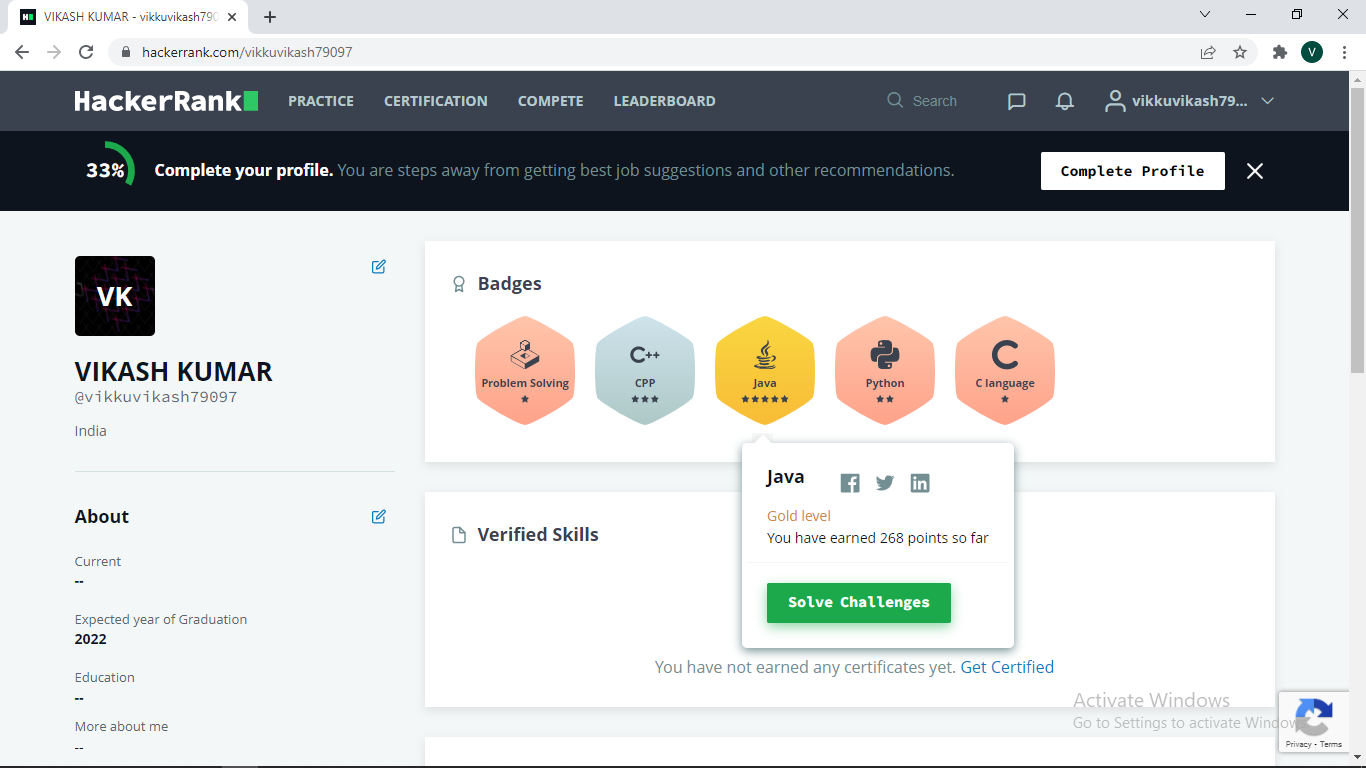 VIKASH KUMAR - vikkuvikash790
hackerrank.com/vikkuvikash79097
V
HackerRank
PRACTICE CERTIFICATION COMPETE LEADERBOARD Search vikkuvikash79...
33% Complete your profile. You are steps away from getting best job suggestions and other recommendations. Complete Profile
VK
VIKASH KUMAR
@vikkuvikash79097
India
About
Current
--
Expected year of Graduation
2022
Education
--
More about me
--
Badges
C++ C
Problem Solving CPP Java Python C language
Java
Gold level
You have earned 268 points so far
Solve Challenges
Verified Skills
You have not earned any certificates yet. Get Certified
Activate Windows
Go to Settings to activate Windows
Privacy - Terms